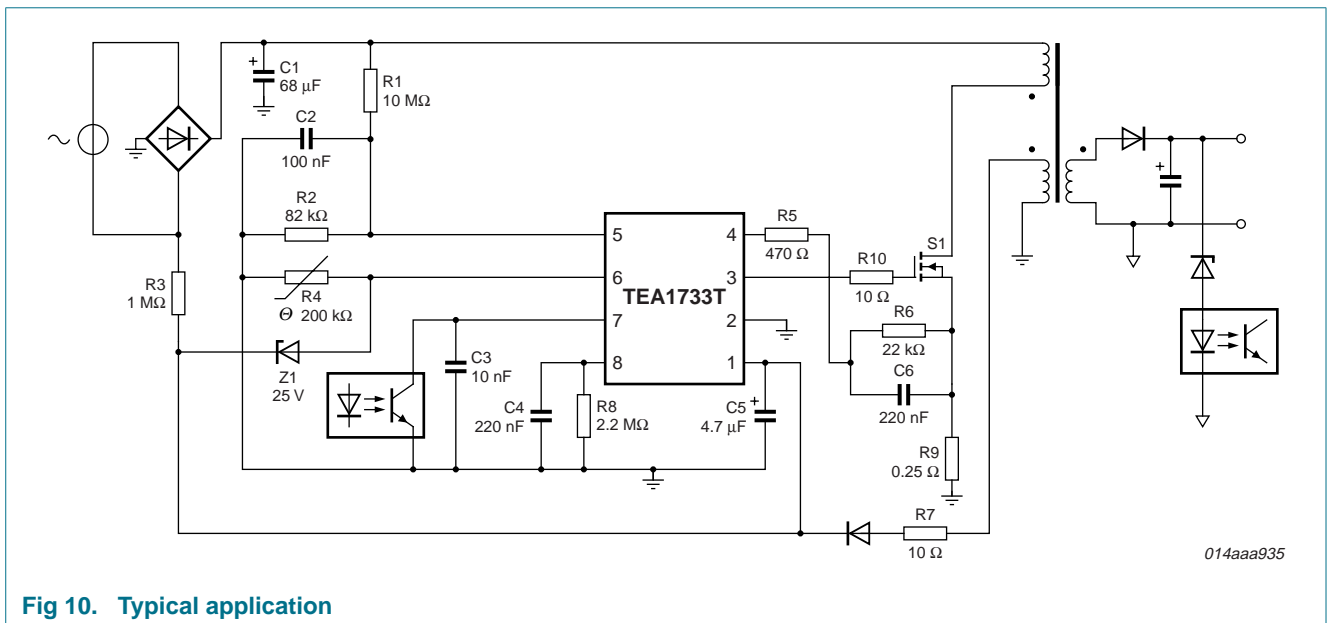 C1
68 μF
R1
10 MΩ
C2
100 nF
R2
82 kΩ
R3
1 MΩ
R4
Θ 200 kΩ
Z1
25 V
C3
10 nF
C4
220 nF
R8
2.2 MΩ
C5
4.7 μF
TEA1733T
5
6
7
8
4
3
2
1
R5
470 Ω
R10
10 Ω
S1
R6
22 kΩ
C6
220 nF
R9
0.25 Ω
R7
10 Ω
+
+
+
014aaa935
Fig 10. Typical application